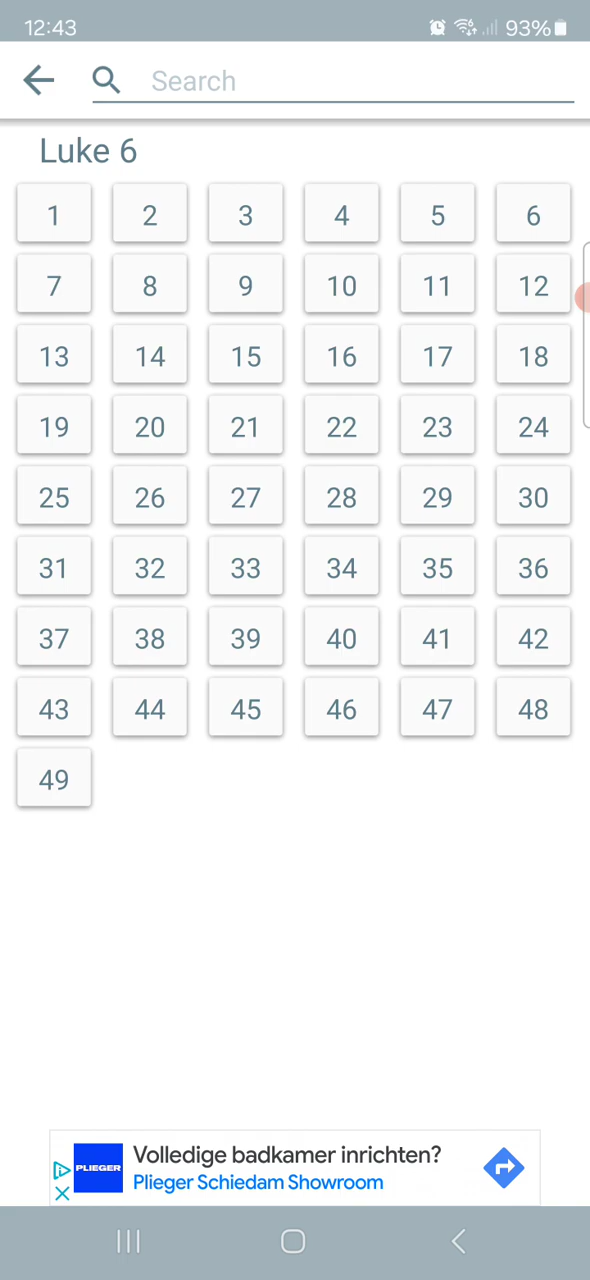 12:43
93%
Search
Luke 6
1 2 3 4 5 6
7 8 9 10 11 12
13 14 15 16 17 18
19 20 21 22 23 24
25 26 27 28 29 30
31 32 33 34 35 36
37 38 39 40 41 42
43 44 45 46 47 48
49
PLIEGER
Volledige badkamer inrichten?
Plieger Schiedam Showroom